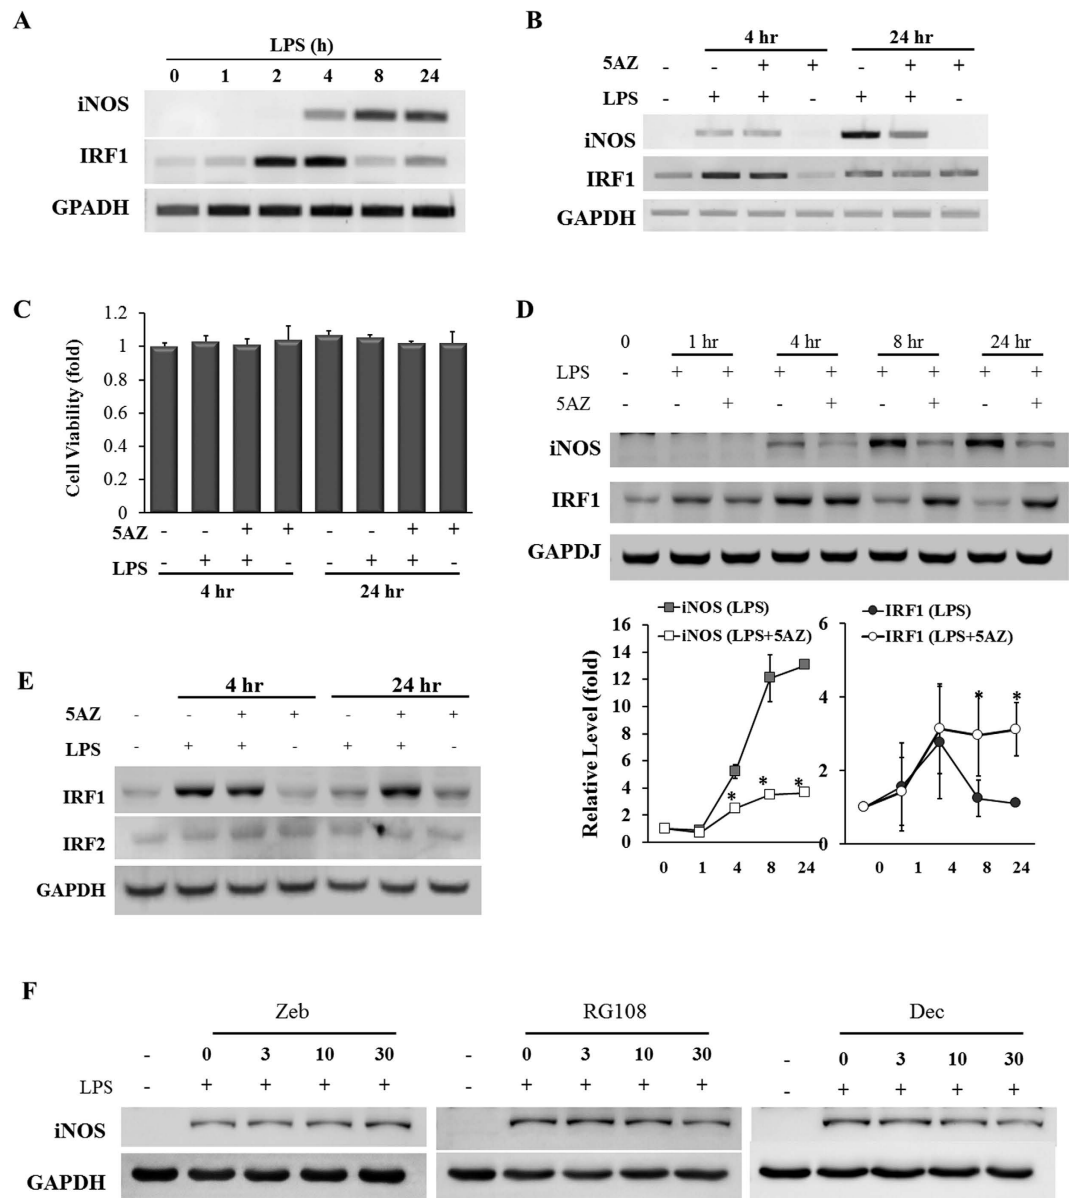 A
LPS (h)
0 1 2 4 8 24
iNOS
IRF1
GPADH
B
4 hr 24 hr
5AZ - - + + - + +
LPS - + + - + + -
iNOS
IRF1
GAPDH
C
Cell Viability (fold)
1.2
1
0.8
0.6
0.4
0.2
0
5AZ - - + + - - + +
LPS - + + - - + + -
4 hr 24 hr
D
0 1 hr 4 hr 8 hr 24 hr
LPS - + + + + + + + +
5AZ - - + - + - + - +
iNOS
IRF1
GAPDJ
iNOS (LPS)
iNOS (LPS+5AZ)
Relative Level (fold)
16
14
12
10
8
6
4
2
0
* * *
0 1 4 8 24
IRF1 (LPS)
IRF1 (LPS+5AZ)
6
4
2
0
* *
0 1 4 8 24
E
4 hr 24 hr
5AZ - - + + - + +
LPS - + + - + + -
IRF1
IRF2
GAPDH
F
Zeb RG108 Dec
- 0 3 10 30 - 0 3 10 30 - 0 3 10 30
LPS - + + + + - + + + + - + + + +
iNOS
GAPDH